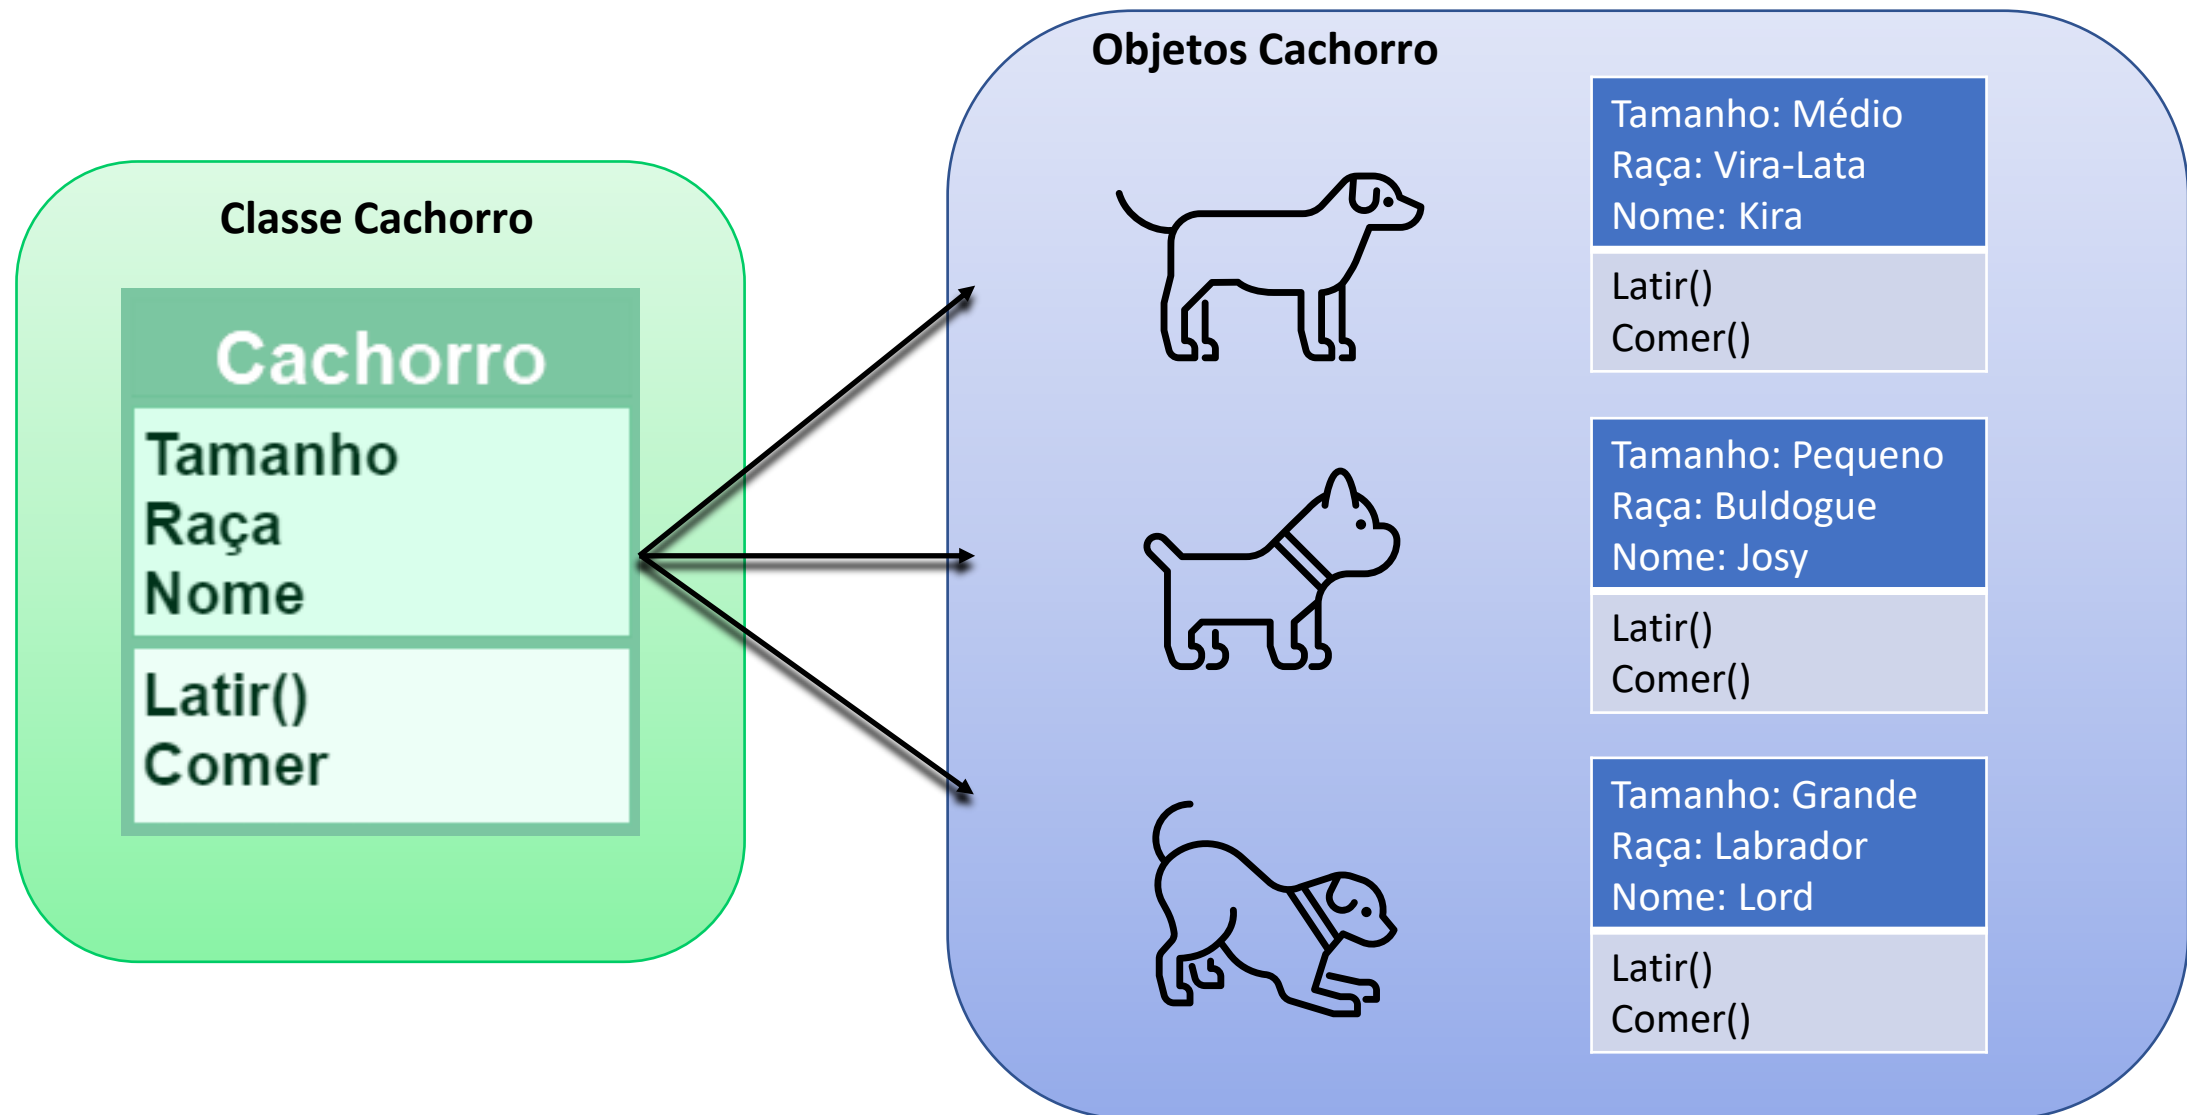 Classe Cachorro
Cachorro
Tamanho
Raça
Nome
Latir()
Comer
Objetos Cachorro
Tamanho: Médio
Raça: Vira-Lata
Nome: Kira
Latir()
Comer()
Tamanho: Pequeno
Raça: Buldogue
Nome: Josy
Latir()
Comer()
Tamanho: Grande
Raça: Labrador
Nome: Lord
Latir()
Comer()